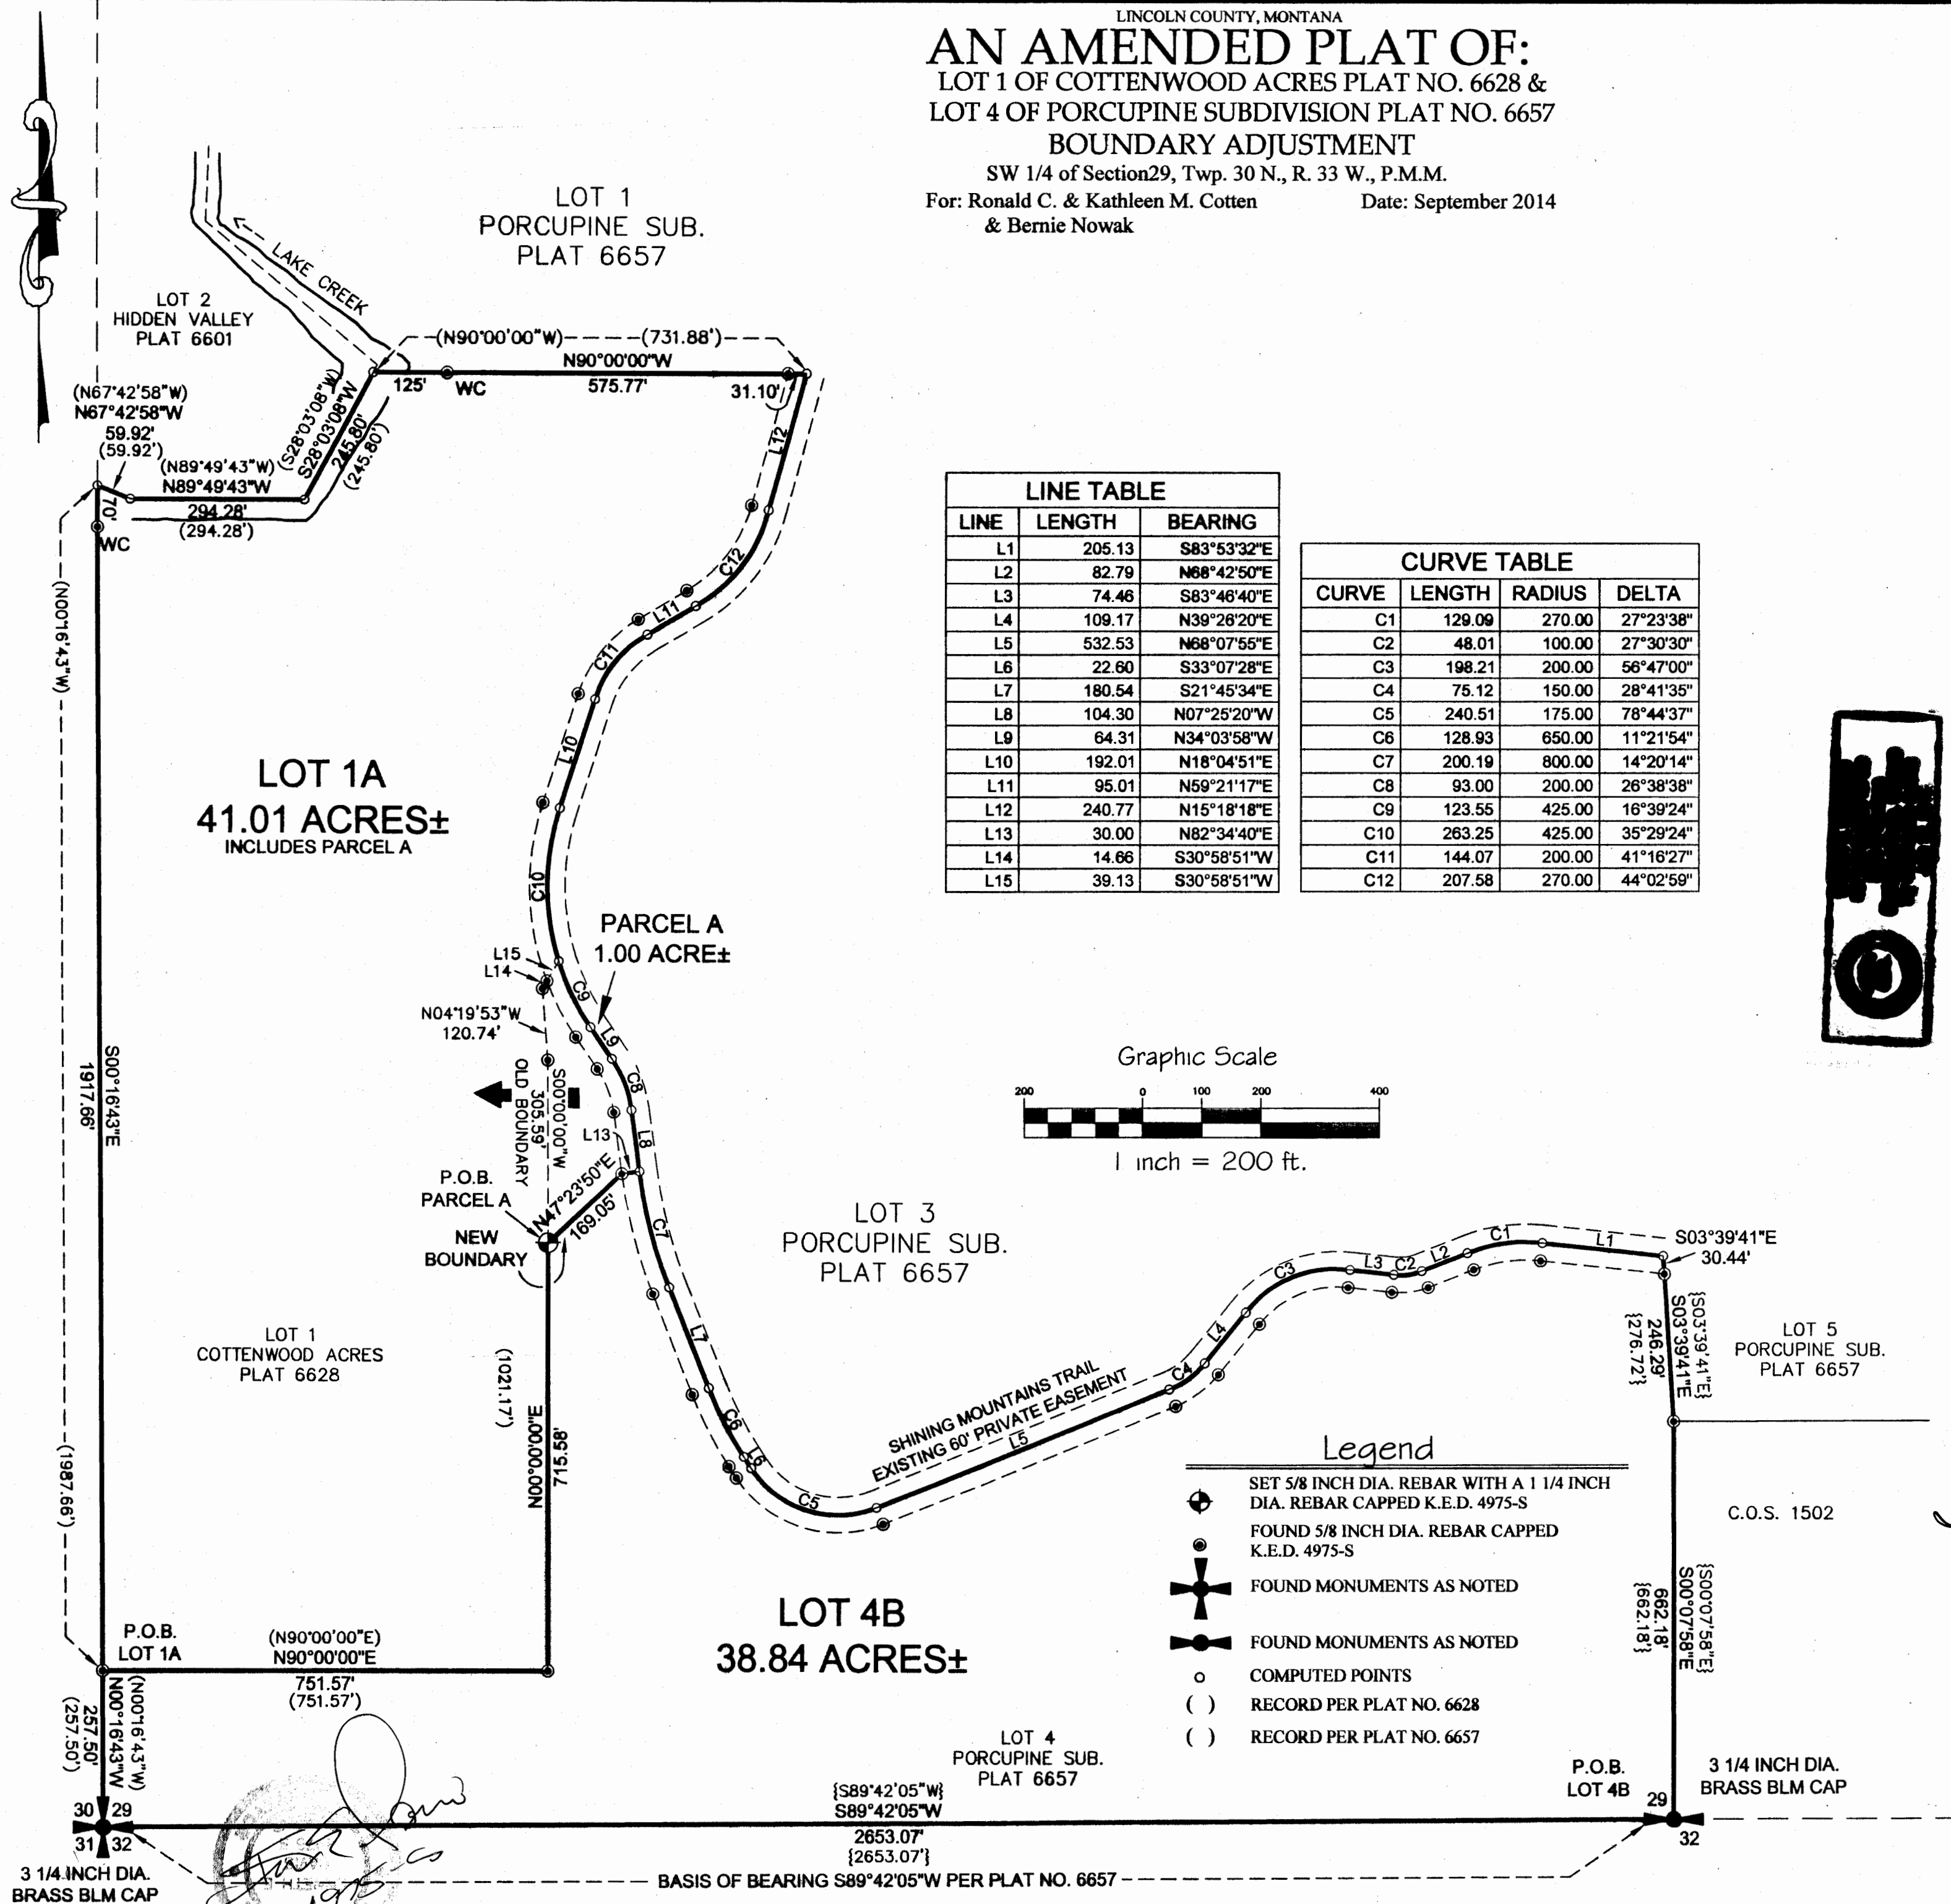 LINCOLN COUNTY, MONTANA
AN AMENDED PLAT OF:
LOT 1 OF COTTENWOOD ACRES PLAT NO. 6628 &
LOT 4 OF PORCUPINE SUBDIVISION PLAT NO. 6657
BOUNDARY ADJUSTMENT
SW 1/4 of Section29, Twp. 30 N., R. 33 W., P.M.M.
For: Ronald C. & Kathleen M. Cotten Date: September 2014
& Bernie Nowak
LOT 1
PORCUPINE SUB.
PLAT 6657
LAKE CREEK
LOT 2
HIDDEN VALLEY
PLAT 6601
(N90°00'00"W) (731.88')
N90°00'00"W
125'
WC
575.77'
31.10'
(N67°42'58"W)
N67°42'58"W
59.92'
(59.92')
(S28°03'08"W)
S28°03'08"W
245.80'
(245.80')
(N89°49'43"W)
N89°49'43"W
294.28'
(294.28')
70'
WC
L12
C12
L11
C11
L10
C10
(N00°16'43"W)
LOT 1A
41.01 ACRES±
INCLUDES PARCEL A
PARCEL A
1.00 ACRE±
L15
L14
C9
L9
C8
L8
L13
N04°19'53"W
120.74'
S00°00'00"W
305.59'
OLD BOUNDARY
S00°16'43"E
1917.66'
P.O.B.
PARCEL A
N47°23'50"E
169.05'
NEW
BOUNDARY
C7
L7
C6
L6
C5
LOT 1
COTTENWOOD ACRES
PLAT 6628
(1021.17')
N00°00'00"E
715.58'
(1987.66')
LOT 3
PORCUPINE SUB.
PLAT 6657
LINE TABLE
LINE LENGTH BEARING
L1 205.13 S83°53'32"E
L2 82.79 N68°42'50"E
L3 74.46 S83°46'40"E
L4 109.17 N39°26'20"E
L5 532.53 N68°07'55"E
L6 22.60 S33°07'28"E
L7 180.54 S21°45'34"E
L8 104.30 N07°25'20"W
L9 64.31 N34°03'58"W
L10 192.01 N18°04'51"E
L11 95.01 N59°21'17"E
L12 240.77 N15°18'18"E
L13 30.00 N82°34'40"E
L14 14.66 S30°58'51"W
L15 39.13 S30°58'51"W
CURVE TABLE
CURVE LENGTH RADIUS DELTA
C1 129.09 270.00 27°23'38"
C2 48.01 100.00 27°30'30"
C3 198.21 200.00 56°47'00"
C4 75.12 150.00 28°41'35"
C5 240.51 175.00 78°44'37"
C6 128.93 650.00 11°21'54"
C7 200.19 800.00 14°20'14"
C8 93.00 200.00 26°38'38"
C9 123.55 425.00 16°39'24"
C10 263.25 425.00 35°29'24"
C11 144.07 200.00 41°16'27"
C12 207.58 270.00 44°02'59"
Graphic Scale
200 0 100 200 400
1 inch = 200 ft.
C3
L3
C2
L2
C1
L1
L4
C4
L5
SHINING MOUNTAINS TRAIL
EXISTING 60' PRIVATE EASEMENT
S03°39'41"E
30.44'
{S03°39'41"E}
S03°39'41"E
246.29'
{276.72'}
LOT 5
PORCUPINE SUB.
PLAT 6657
C.O.S. 1502
Legend
SET 5/8 INCH DIA. REBAR WITH A 1 1/4 INCH
DIA. REBAR CAPPED K.E.D. 4975-S
FOUND 5/8 INCH DIA. REBAR CAPPED
K.E.D. 4975-S
FOUND MONUMENTS AS NOTED
FOUND MONUMENTS AS NOTED
COMPUTED POINTS
( ) RECORD PER PLAT NO. 6628
( ) RECORD PER PLAT NO. 6657
{S00°07'58"E}
S00°07'58"E
662.18'
{662.18'}
LOT 4B
38.84 ACRES±
P.O.B.
LOT 1A
(N90°00'00"E)
N90°00'00"E
751.57'
(751.57')
(N00°16'43"W)
N00°16'43"W
257.50'
(257.50')
LOT 4
PORCUPINE SUB.
PLAT 6657
P.O.B.
LOT 4B
3 1/4 INCH DIA.
BRASS BLM CAP
29
32
30 29
31 32
{S89°42'05"W}
S89°42'05"W
2653.07'
{2653.07'}
3 1/4 INCH DIA.
BRASS BLM CAP
BASIS OF BEARING S89°42'05"W PER PLAT NO. 6657